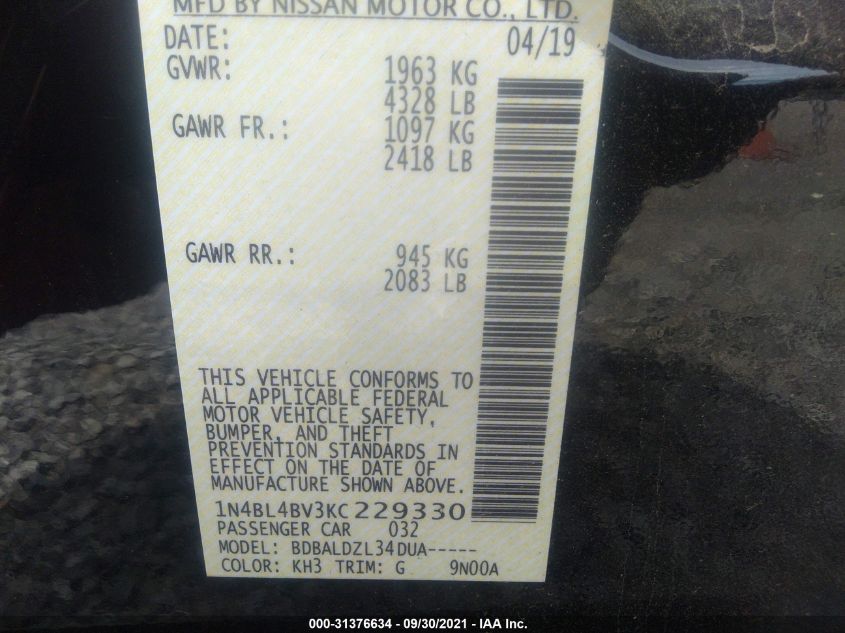 MFD BY NISSAN MOTOR CO., LTD.
DATE: 04/19
GVWR: 1963 KG
4328 LB
GAWR FR.: 1097 KG
2418 LB
GAWR RR.: 945 KG
2083 LB
THIS VEHICLE CONFORMS TO
ALL APPLICABLE FEDERAL
MOTOR VEHICLE SAFETY,
BUMPER, AND THEFT
PREVENTION STANDARDS IN
EFFECT ON THE DATE OF
MANUFACTURE SHOWN ABOVE.
1N4BL4BV3KC229330
PASSENGER CAR 032
MODEL: BDBALDZL34DUA-----
COLOR: KH3 TRIM: G 9N00A
000-31376634 - 09/30/2021 - IAA Inc.